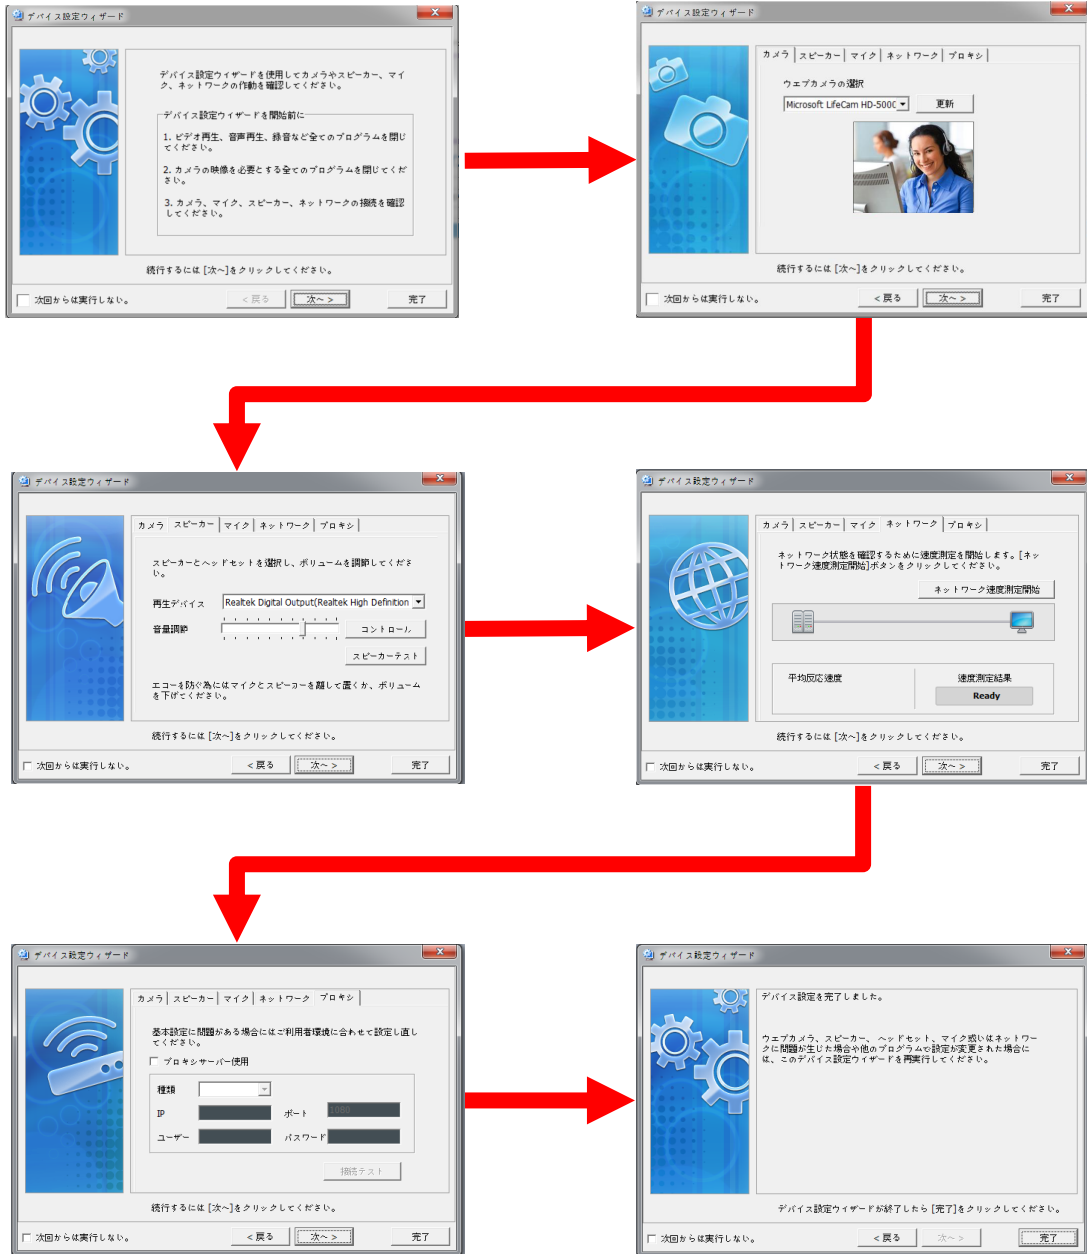 デバイス設定ウィザード
デバイス設定ウィザードを使用してカメラやスピーカー、マイ
ク、ネットワークの作動を確認してください。
デバイス設定ウィザードを開始前に
1. ビデオ再生、音声再生、録音など全てのプログラムを閉じ
てください。
2. カメラの映像を必要とする全てのプログラムを閉じてくだ
さい。
3. カメラ、マイク、スピーカー、ネットワークの接続を確認
してください。
続行するには [次へ]をクリックしてください。
次回からは実行しない。
< 戻る
次へ >
完了
デバイス設定ウィザード
カメラ スピーカー マイク ネットワーク プロキシ
ウェブカメラの選択
Microsoft LifeCam HD-500C 更新
続行するには [次へ]をクリックしてください。
次回からは実行しない。
< 戻る
次へ >
完了
デバイス設定ウィザード
カメラ スピーカー マイク ネットワーク プロキシ
スピーカーとヘッドセットを選択し、ボリュームを調節してくださ
い。
再生デバイス Realtek Digital Output(Realtek High Definition
音量調節 コントロール
スピーカーテスト
エコーを防ぐ為にはマイクとスピーカーを離して置くか、ボリューム
を下げてください。
続行するには [次へ]をクリックしてください。
次回からは実行しない。
< 戻る
次へ >
完了
デバイス設定ウィザード
カメラ スピーカー マイク ネットワーク プロキシ
ネットワーク状態を確認するために速度測定を開始します。[ネッ
トワーク速度測定開始]ボタンをクリックしてください。
ネットワーク速度測定開始
平均反応速度 速度測定結果
Ready
続行するには [次へ]をクリックしてください。
次回からは実行しない。
< 戻る
次へ >
完了
デバイス設定ウィザード
カメラ スピーカー マイク ネットワーク プロキシ
基本設定に問題がある場合にはご利用者環境に合わせて設定し直し
てください。
プロキシサーバー使用
種類
IP ポート 1080
ユーザー パスワード
接続テスト
続行するには [次へ]をクリックしてください。
次回からは実行しない。
< 戻る
次へ >
完了
デバイス設定ウィザード
デバイス設定を完了しました。
ウェブカメラ、スピーカー、 ヘッドセット、マイク或いはネットワー
クに問題が生じた場合や他のプログラムや設定が変更された場合に
は、このデバイス設定ウィザードを再実行してください。
デバイス設定ウィザードが終了したら [完了]をクリックしてください。
次回からは実行しない。
< 戻る
次へ >
完了